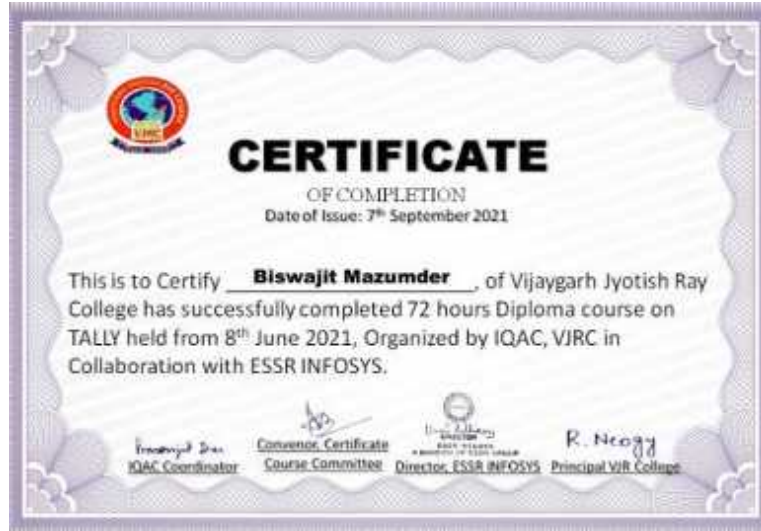 VJRC
CERTIFICATE
OF COMPLETION
Date of Issue: 7th September 2021
This is to Certify Biswajit Mazumder, of Vijaygarh Jyotish Ray
College has successfully completed 72 hours Diploma course on
TALLY held from 8th June 2021, Organized by IQAC, VJRC in
Collaboration with ESSR INFOSYS.
R. Neogy
IQAC Coordinator
Convenor, Certificate
Course Committee
DIRECTOR
Director, ESSR INFOSYS
Principal VJR College